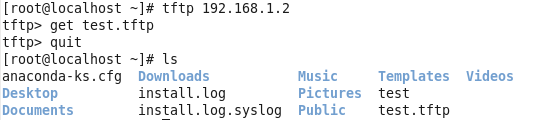 [root@localhost ~]# tftp 192.168.1.2
tftp> get test.tftp
tftp> quit
[root@localhost ~]# ls
anaconda-ks.cfg  Downloads           Music     Templates  Videos
Desktop          install.log         Pictures  test
Documents        install.log.syslog  Public    test.tftp